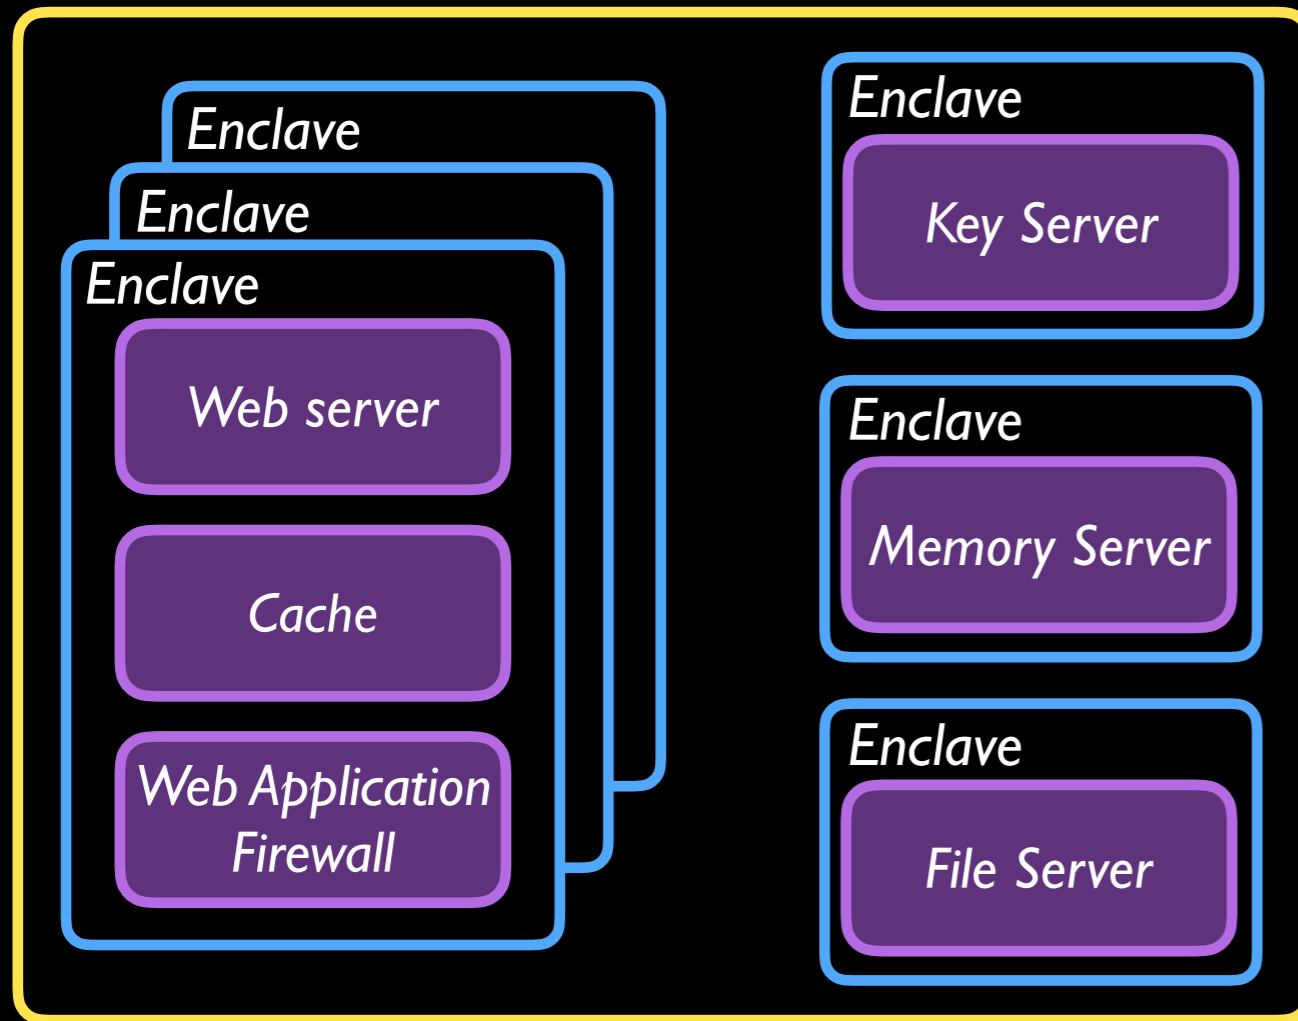 Enclave
Enclave
Enclave
Web server
Cache
Web Application
Firewall
Enclave
Key Server
Enclave
Memory Server
Enclave
File Server